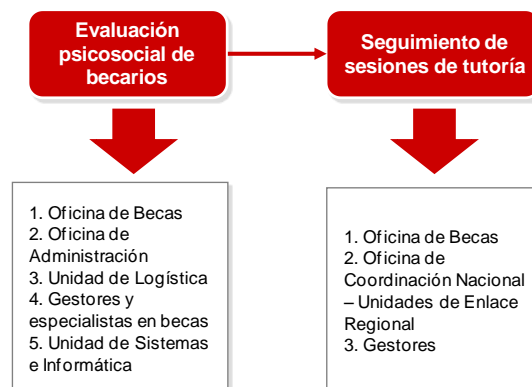 Evaluación
psicosocial de
becarios
Seguimiento de
sesiones de tutoría
1. Oficina de Becas
2. Oficina de
Administración
3. Unidad de Logística
4. Gestores y
especialistas en becas
5. Unidad de Sistemas
e Informática
1. Oficina de Becas
2. Oficina de
Coordinación Nacional
– Unidades de Enlace
Regional
3. Gestores